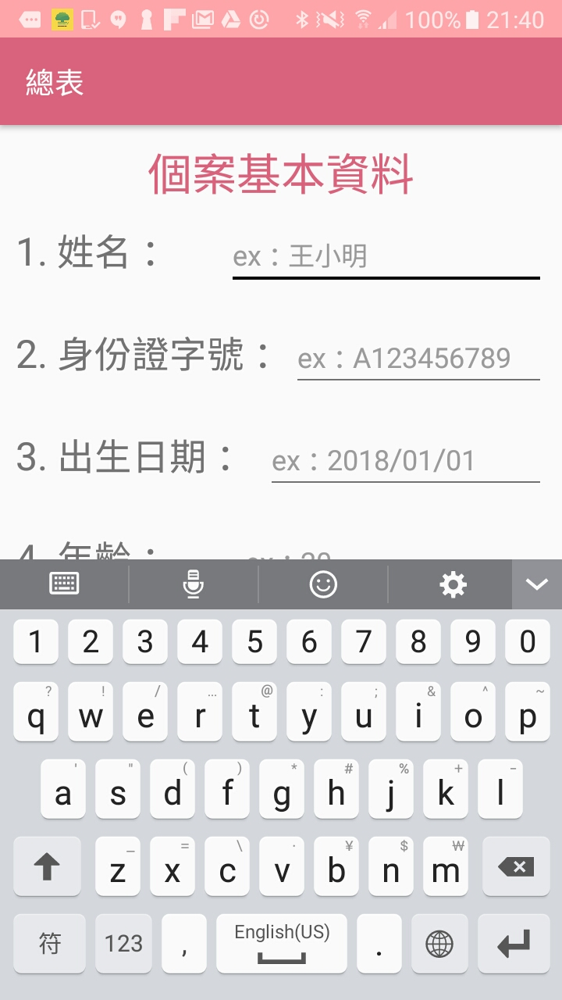 100% 21:40
總表
個案基本資料
1. 姓名： ex：王小明
2. 身份證字號： ex：A123456789
3. 出生日期： ex：2018/01/01
4. 年齡： ex：20
1 2 3 4 5 6 7 8 9 0
? ! / ... @ : ; & ^ ~
q w e r t y u i o p
' " ( ) * # % + -
a s d f g h j k l
_ = \ · ¥ $ ₩
z x c v b n m
符 123 , English(US) .